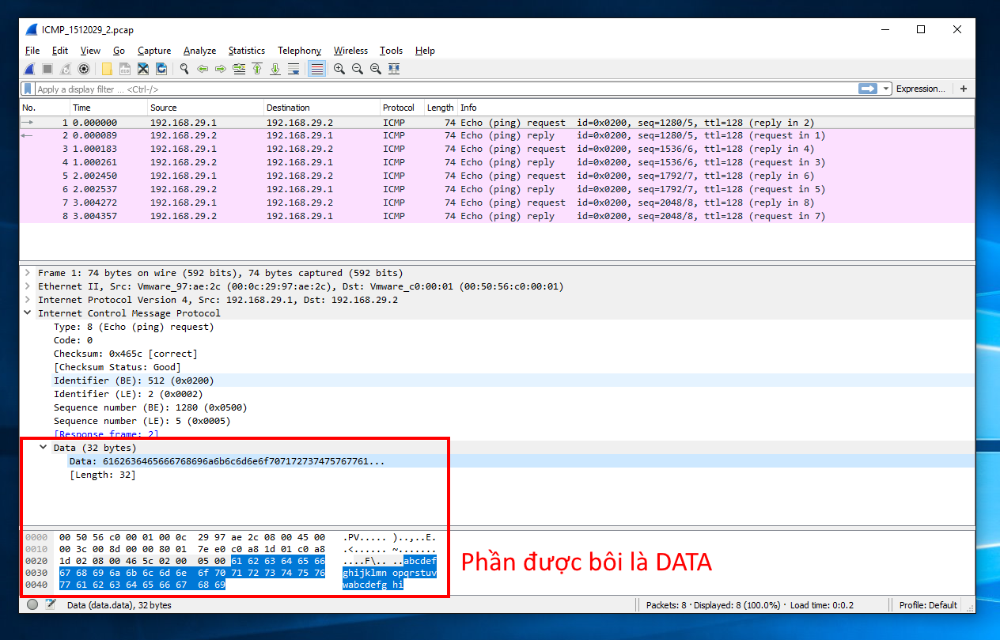 ICMP_1512029_2.pcap
File Edit View Go Capture Analyze Statistics Telephony Wireless Tools Help
Apply a display filter ... <Ctrl-/> Expression... +
No. Time Source Destination Protocol Length Info
1 0.000000 192.168.29.1 192.168.29.2 ICMP 74 Echo (ping) request id=0x0200, seq=1280/5, ttl=128 (reply in 2)
2 0.000089 192.168.29.2 192.168.29.1 ICMP 74 Echo (ping) reply id=0x0200, seq=1280/5, ttl=128 (request in 1)
3 1.000183 192.168.29.1 192.168.29.2 ICMP 74 Echo (ping) request id=0x0200, seq=1536/6, ttl=128 (reply in 4)
4 1.000261 192.168.29.2 192.168.29.1 ICMP 74 Echo (ping) reply id=0x0200, seq=1536/6, ttl=128 (request in 3)
5 2.002450 192.168.29.1 192.168.29.2 ICMP 74 Echo (ping) request id=0x0200, seq=1792/7, ttl=128 (reply in 6)
6 2.002537 192.168.29.2 192.168.29.1 ICMP 74 Echo (ping) reply id=0x0200, seq=1792/7, ttl=128 (request in 5)
7 3.004272 192.168.29.1 192.168.29.2 ICMP 74 Echo (ping) request id=0x0200, seq=2048/8, ttl=128 (reply in 8)
8 3.004357 192.168.29.2 192.168.29.1 ICMP 74 Echo (ping) reply id=0x0200, seq=2048/8, ttl=128 (request in 7)
Frame 1: 74 bytes on wire (592 bits), 74 bytes captured (592 bits)
Ethernet II, Src: Vmware_97:ae:2c (00:0c:29:97:ae:2c), Dst: Vmware_c0:00:01 (00:50:56:c0:00:01)
Internet Protocol Version 4, Src: 192.168.29.1, Dst: 192.168.29.2
Internet Control Message Protocol
Type: 8 (Echo (ping) request)
Code: 0
Checksum: 0x465c [correct]
[Checksum Status: Good]
Identifier (BE): 512 (0x0200)
Identifier (LE): 2 (0x0002)
Sequence number (BE): 1280 (0x0500)
Sequence number (LE): 5 (0x0005)
[Response frame: 2]
Data (32 bytes)
Data: 6162636465666768696a6b6c6d6e6f707172737475767761...
[Length: 32]
0000 00 50 56 c0 00 01 00 0c 29 97 ae 2c 08 00 45 00 .PV..... )..,..E.
0010 00 3c 00 8d 00 00 80 01 7e e0 c0 a8 1d 01 c0 a8 .<...... ~.......
0020 1d 02 08 00 46 5c 02 00 05 00 61 62 63 64 65 66 ....F\.. ..abcdef
0030 67 68 69 6a 6b 6c 6d 6e 6f 70 71 72 73 74 75 76 ghijklmn opqrstuv
0040 77 61 62 63 64 65 66 67 68 69 wabcdefg hi
Phần được bôi là DATA
Data (data.data), 32 bytes Packets: 8 · Displayed: 8 (100.0%) · Load time: 0:0.2 Profile: Default